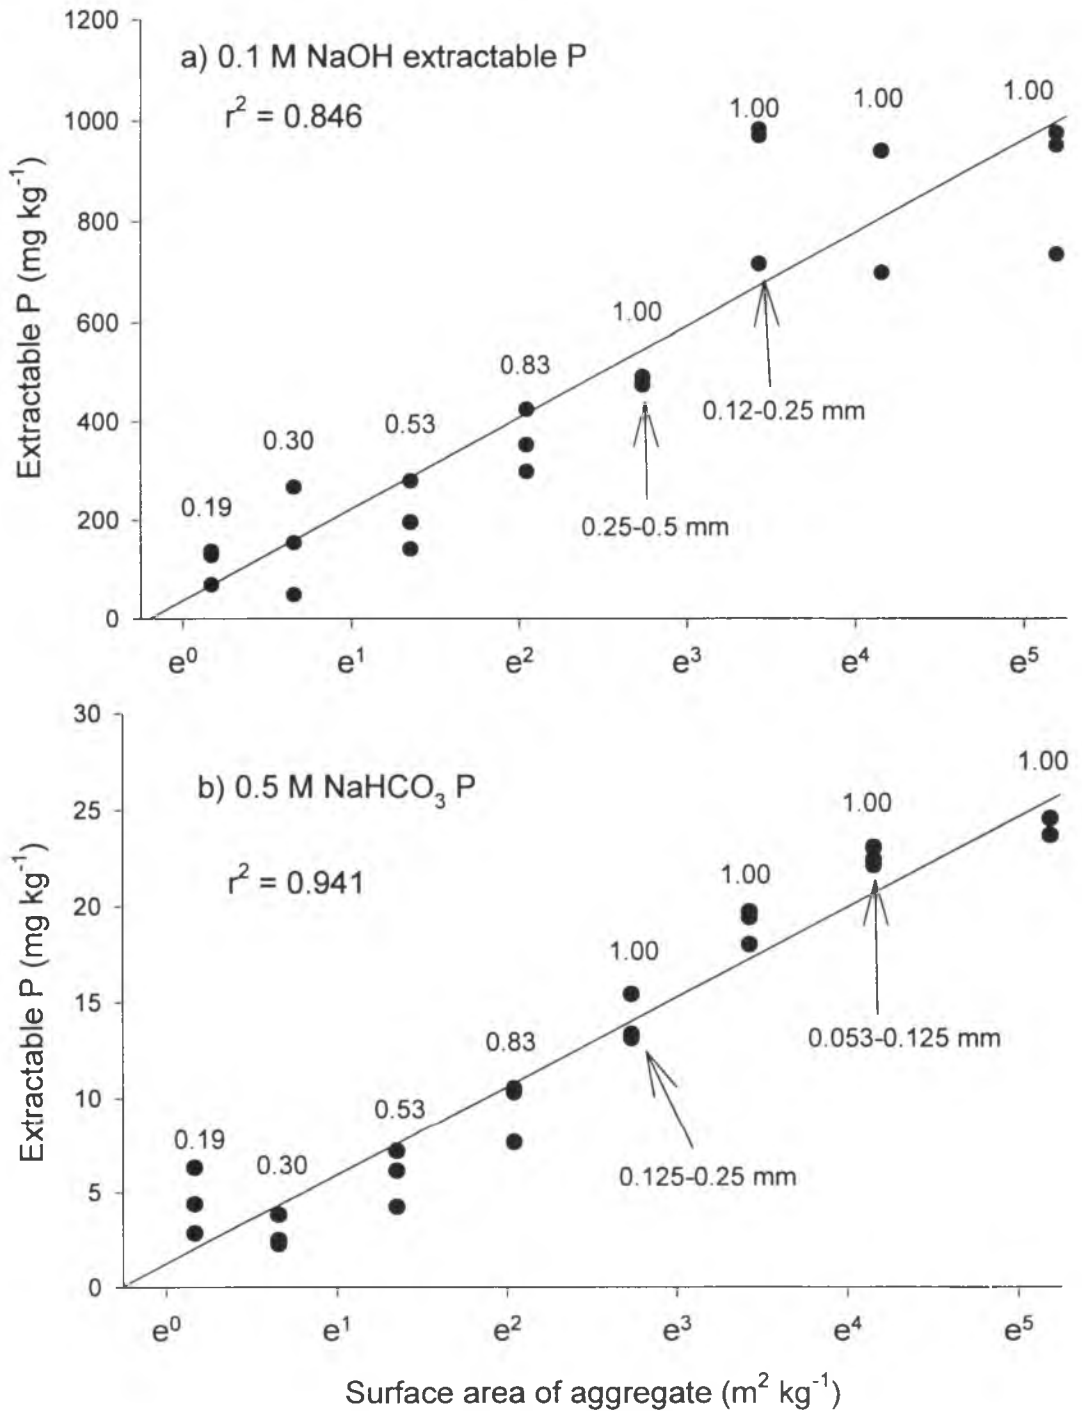 1200
a) 0.1 M NaOH extractable P
r² = 0.846
1.00
1.00
1.00
1000
800
600
1.00
0.83
400
0.53
0.12-0.25 mm
0.30
0.19
200
0.25-0.5 mm
0
Extractable P (mg kg⁻¹)
e⁰ e¹ e² e³ e⁴ e⁵
30
b) 0.5 M NaHCO₃ P
r² = 0.941
1.00
1.00
25
1.00
20
1.00
15
0.83
0.053-0.125 mm
10
0.53
0.19
0.30
0.125-0.25 mm
5
0
Extractable P (mg kg⁻¹)
e⁰ e¹ e² e³ e⁴ e⁵
Surface area of aggregate (m² kg⁻¹)